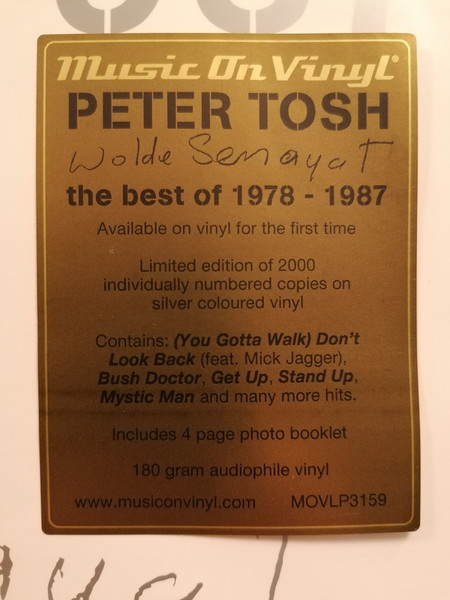 Music On Vinyl®
PETER TOSH
Wolde Semayat
the best of 1978 - 1987
Available on vinyl for the first time
Limited edition of 2000
individually numbered copies on
silver coloured vinyl
Contains: (You Gotta Walk) Don't
Look Back (feat. Mick Jagger),
Bush Doctor, Get Up, Stand Up,
Mystic Man and many more hits.
Includes 4 page photo booklet
180 gram audiophile vinyl
www.musiconvinyl.com MOVLP3159